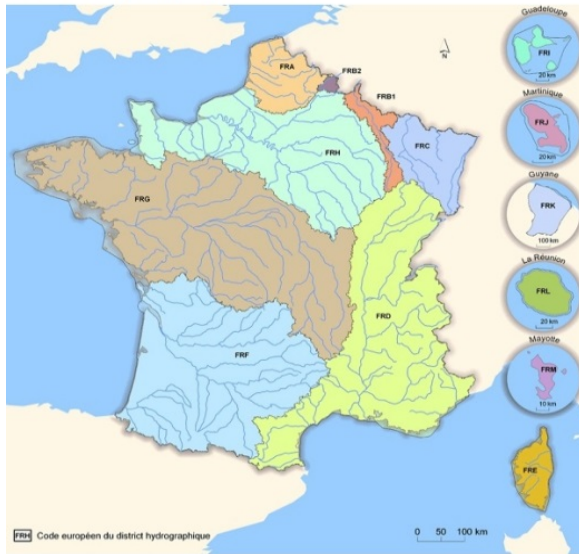 Guadeloupe
FRI
20 km
Martinique
FRJ
20 km
Guyane
FRK
100 km
La Réunion
FRL
20 km
Mayotte
FRM
10 km
FRE
N
FRA
FRB2
FRB1
FRC
FRH
FRG
FRD
FRF
FRH Code européen du district hydrographique
0 50 100 km